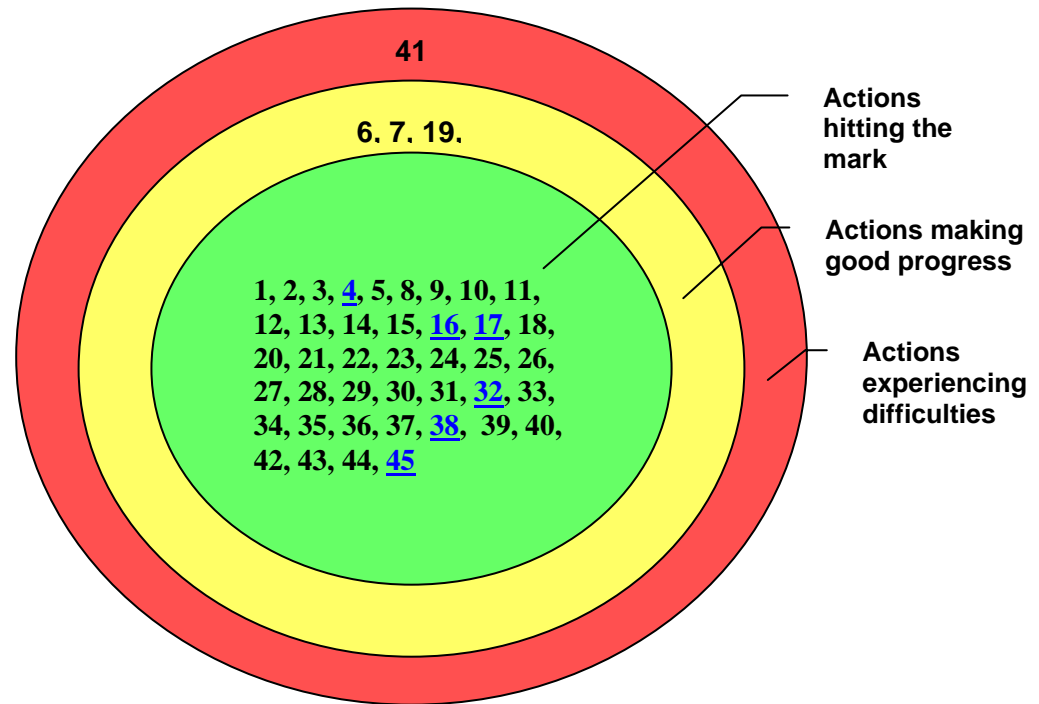 41
6, 7, 19,
1, 2, 3, 4, 5, 8, 9, 10, 11,
12, 13, 14, 15, 16, 17, 18,
20, 21, 22, 23, 24, 25, 26,
27, 28, 29, 30, 31, 32, 33,
34, 35, 36, 37, 38, 39, 40,
42, 43, 44, 45
Actions
hitting the
mark
Actions making
good progress
Actions
experiencing
difficulties